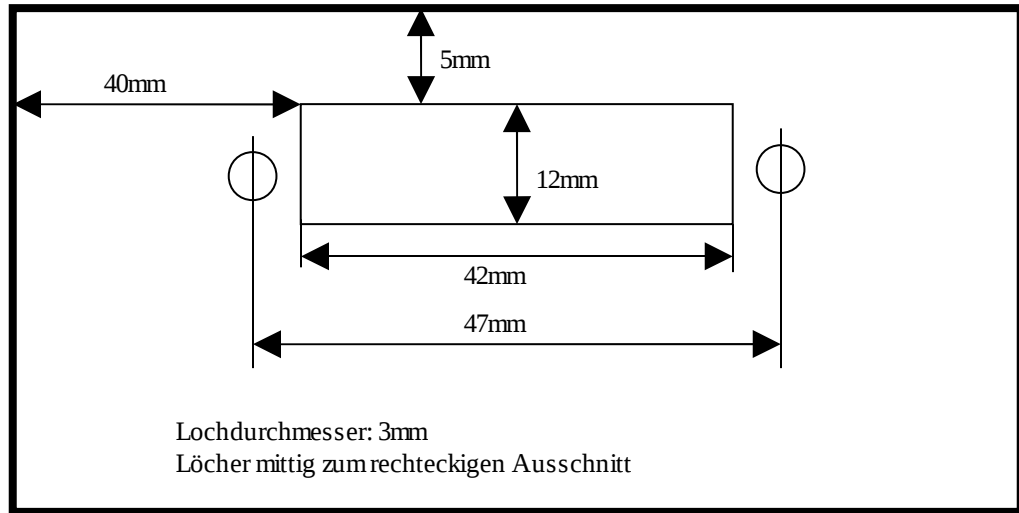 5mm
40mm
12mm
42mm
47mm
Lochdurchmesser: 3mm
Löcher mittig zum rechteckigen Ausschnitt